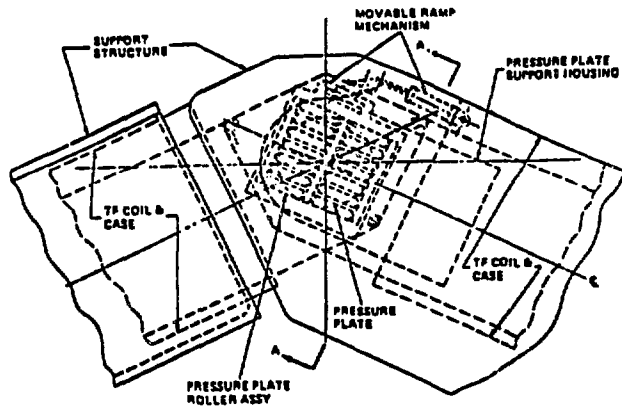 MOVABLE RAMP
MECHANISM
A
SUPPORT
STRUCTURE
PRESSURE PLATE
SUPPORT HOUSING
TF COIL &
CASE
TF COIL &
CASE
℄
PRESSURE
PLATE
A
PRESSURE PLATE
ROLLER ASSY